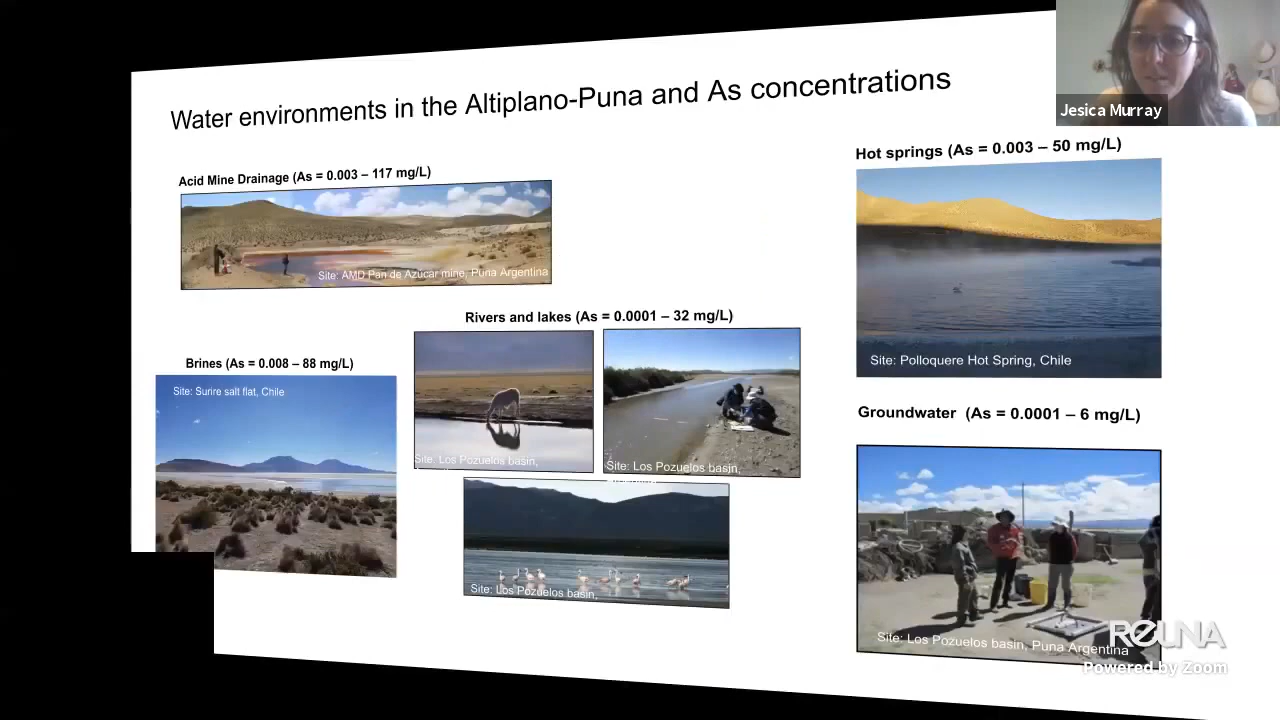 Water environments in the Altiplano-Puna and As concentrations
Jesica Murray
Acid Mine Drainage (As = 0.003 – 117 mg/L)
Site: AMD Pan de Azúcar mine, Puna Argentina
Hot springs (As = 0.003 – 50 mg/L)
Site: Polloquere Hot Spring, Chile
Rivers and lakes (As = 0.0001 – 32 mg/L)
Site: Los Pozuelos basin,
Site: Los Pozuelos basin,
Site: Los Pozuelos basin,
Brines (As = 0.008 – 88 mg/L)
Site: Surire salt flat, Chile
Groundwater (As = 0.0001 – 6 mg/L)
Site: Los Pozuelos basin, Puna Argentina
REUNA
Powered by Zoom